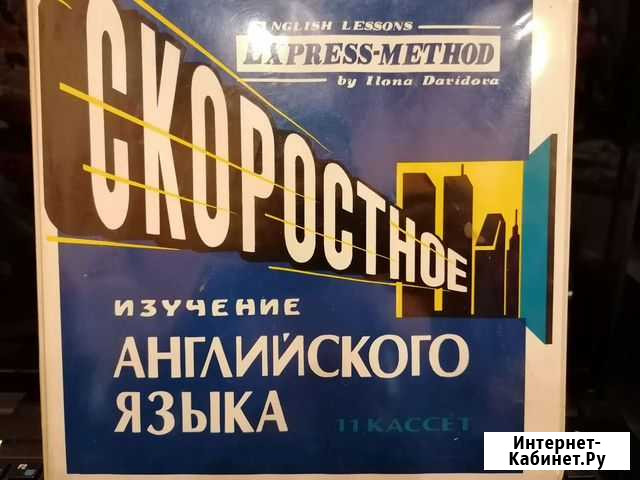 ENGLISH LESSONS
EXPRESS-METHOD
by Ilona Davidova
СКОРОСТНОЕ
ИЗУЧЕНИЕ
АНГЛИЙСКОГО
ЯЗЫКА
11 КАССЕТ
Интернет-
Кабинет.Ру